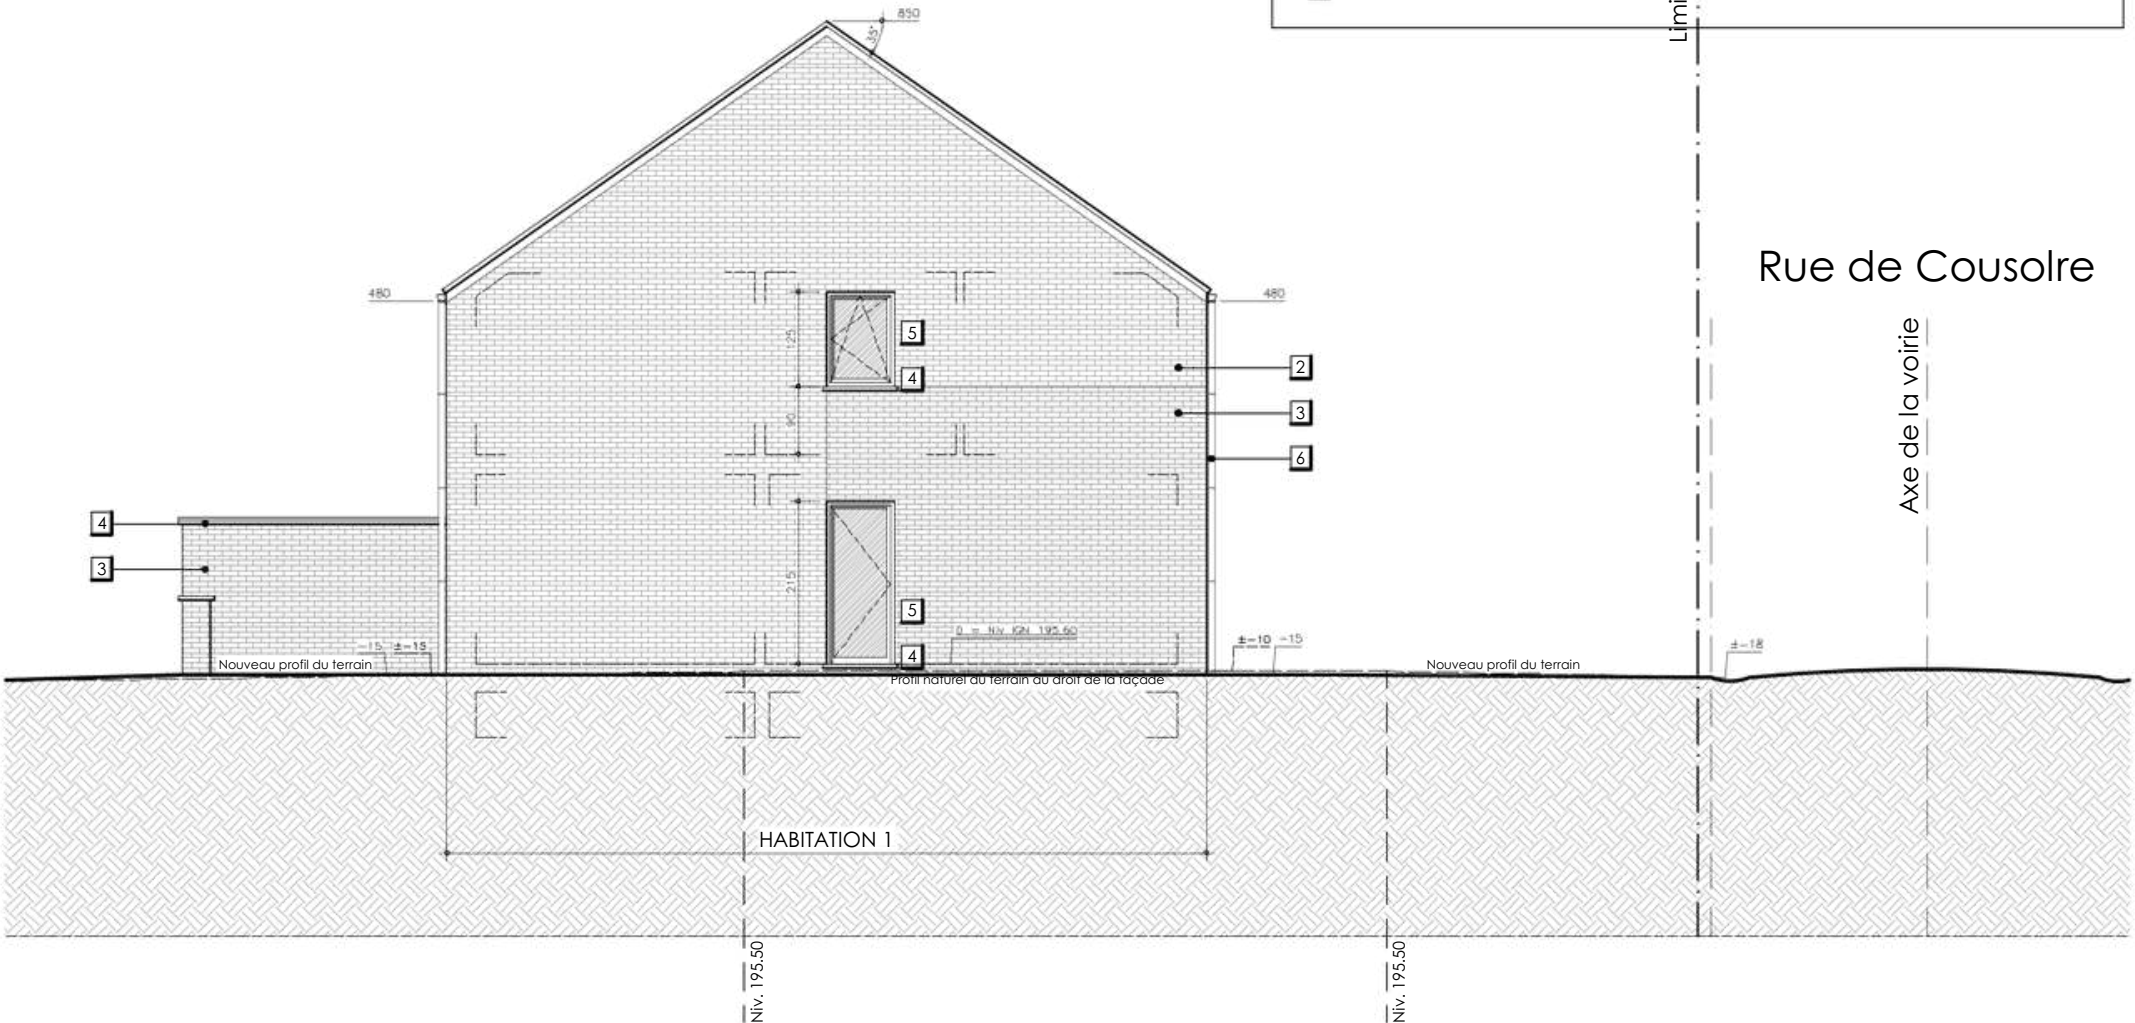 890
35°
Limi
Rue de Cousolre
Axe de la voirie
480
480
125
5
4
2
90
3
6
4
3
215
5
0 = Niv IGN 195.60
4
-15
±-15
±-10
-15
±-18
Nouveau profil du terrain
Nouveau profil du terrain
Profil naturel du terrain au droit de la façade
HABITATION 1
Niv. 195.50
Niv. 195.50